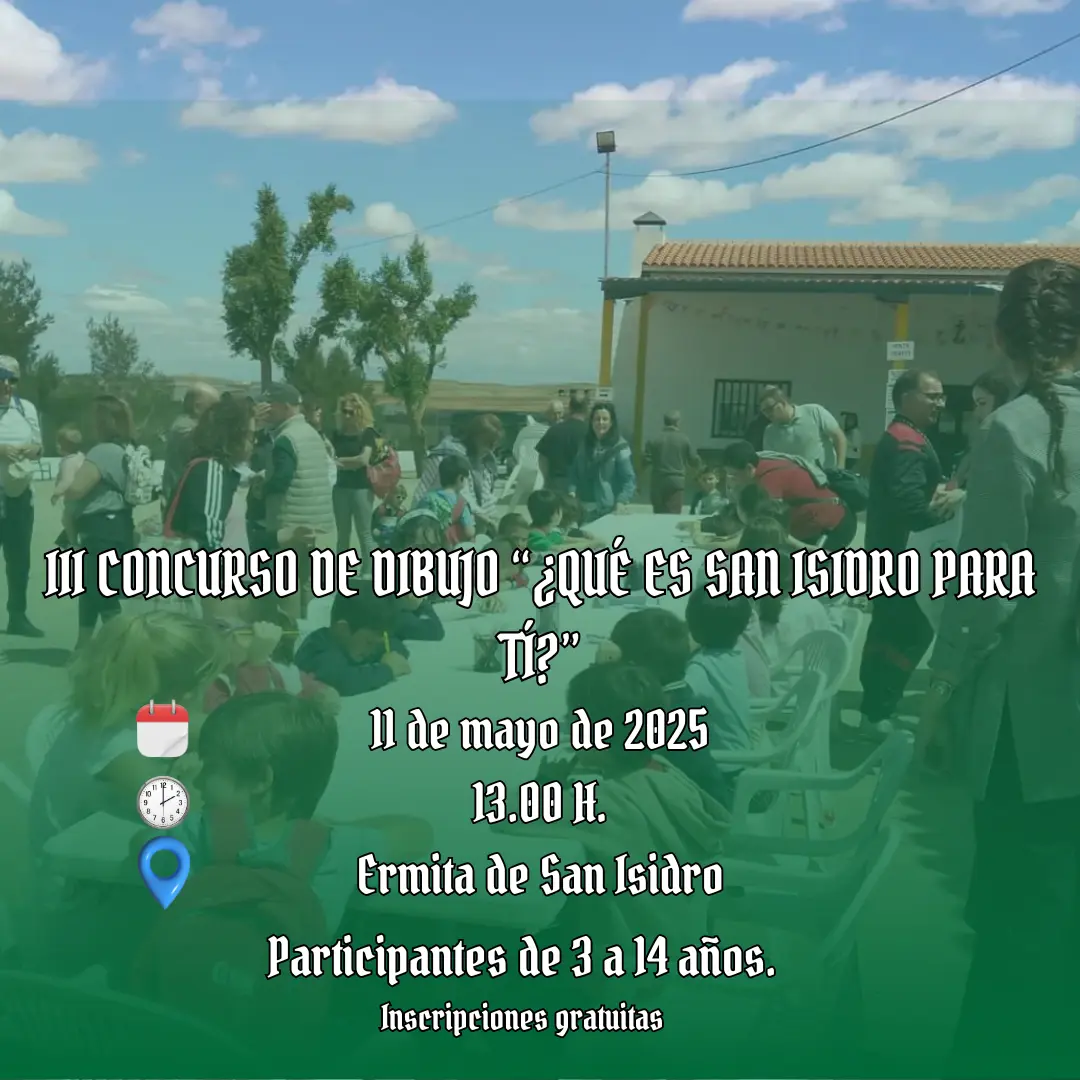 III CONCURSO DE DIBUJO “¿QUÉ ES SAN ISIDRO PARA
TÍ?”
11 de mayo de 2025
13.00 H.
Ermita de San Isidro
Participantes de 3 a 14 años.
Inscripciones gratuitas